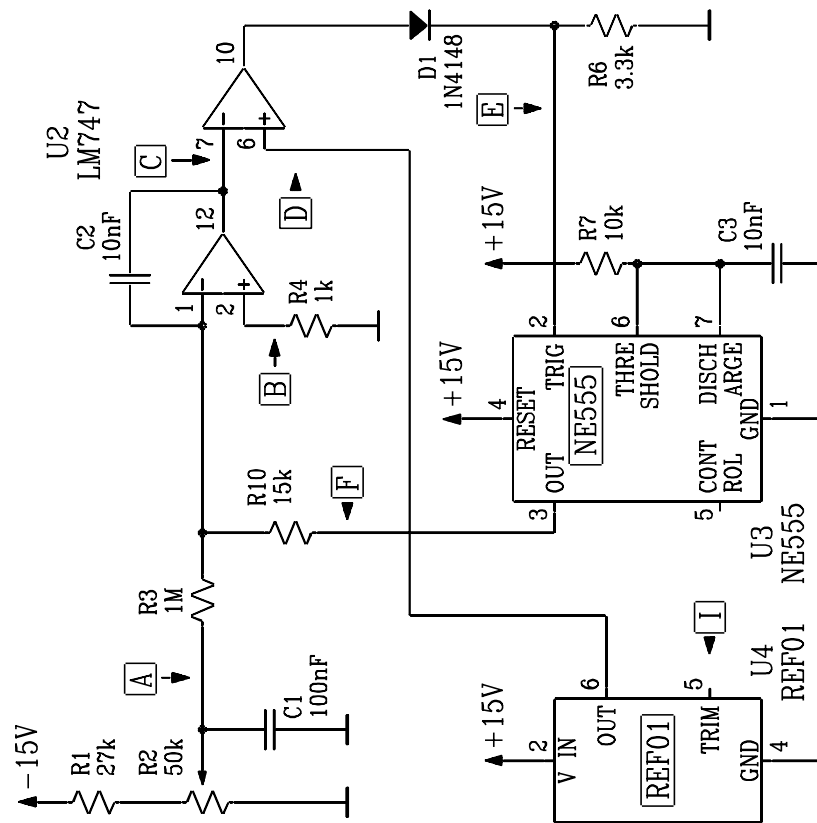 U2
LM747
10
D1
1N4148
R6
3.3k
E
7
6
C
D
C2
10nF
12
1
2
R4
1k
B
+15V
R7
10k
C3
10nF
2
6
7
+15V
4
RESET
TRIG
THRE
SHOLD
DISCH
ARGE
GND
1
NE555
OUT
CONT
ROL
3
5
U3
NE555
R10
15k
F
R3
1M
A
C1
100nF
-15V
R1
27k
R2
50k
+15V
2
V IN
OUT
6
TRIM
5
GND
4
REF01
I
U4
REF01